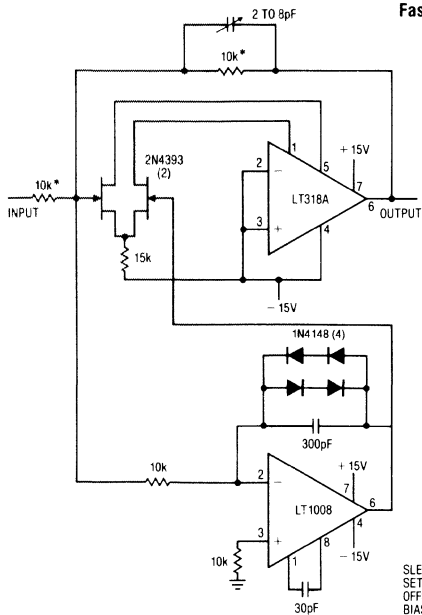 Fas
2 TO 8pF
10k*
2N4393
(2)
1
5
+15V
2
7
10k*
LT318A
6
INPUT
OUTPUT
3
4
15k
−15V
1N4148 (4)
300pF
10k
2
+15V
7
6
LT1008
4
3
8
−15V
1
10k
30pF
SLE
SET
OFF
BIAS